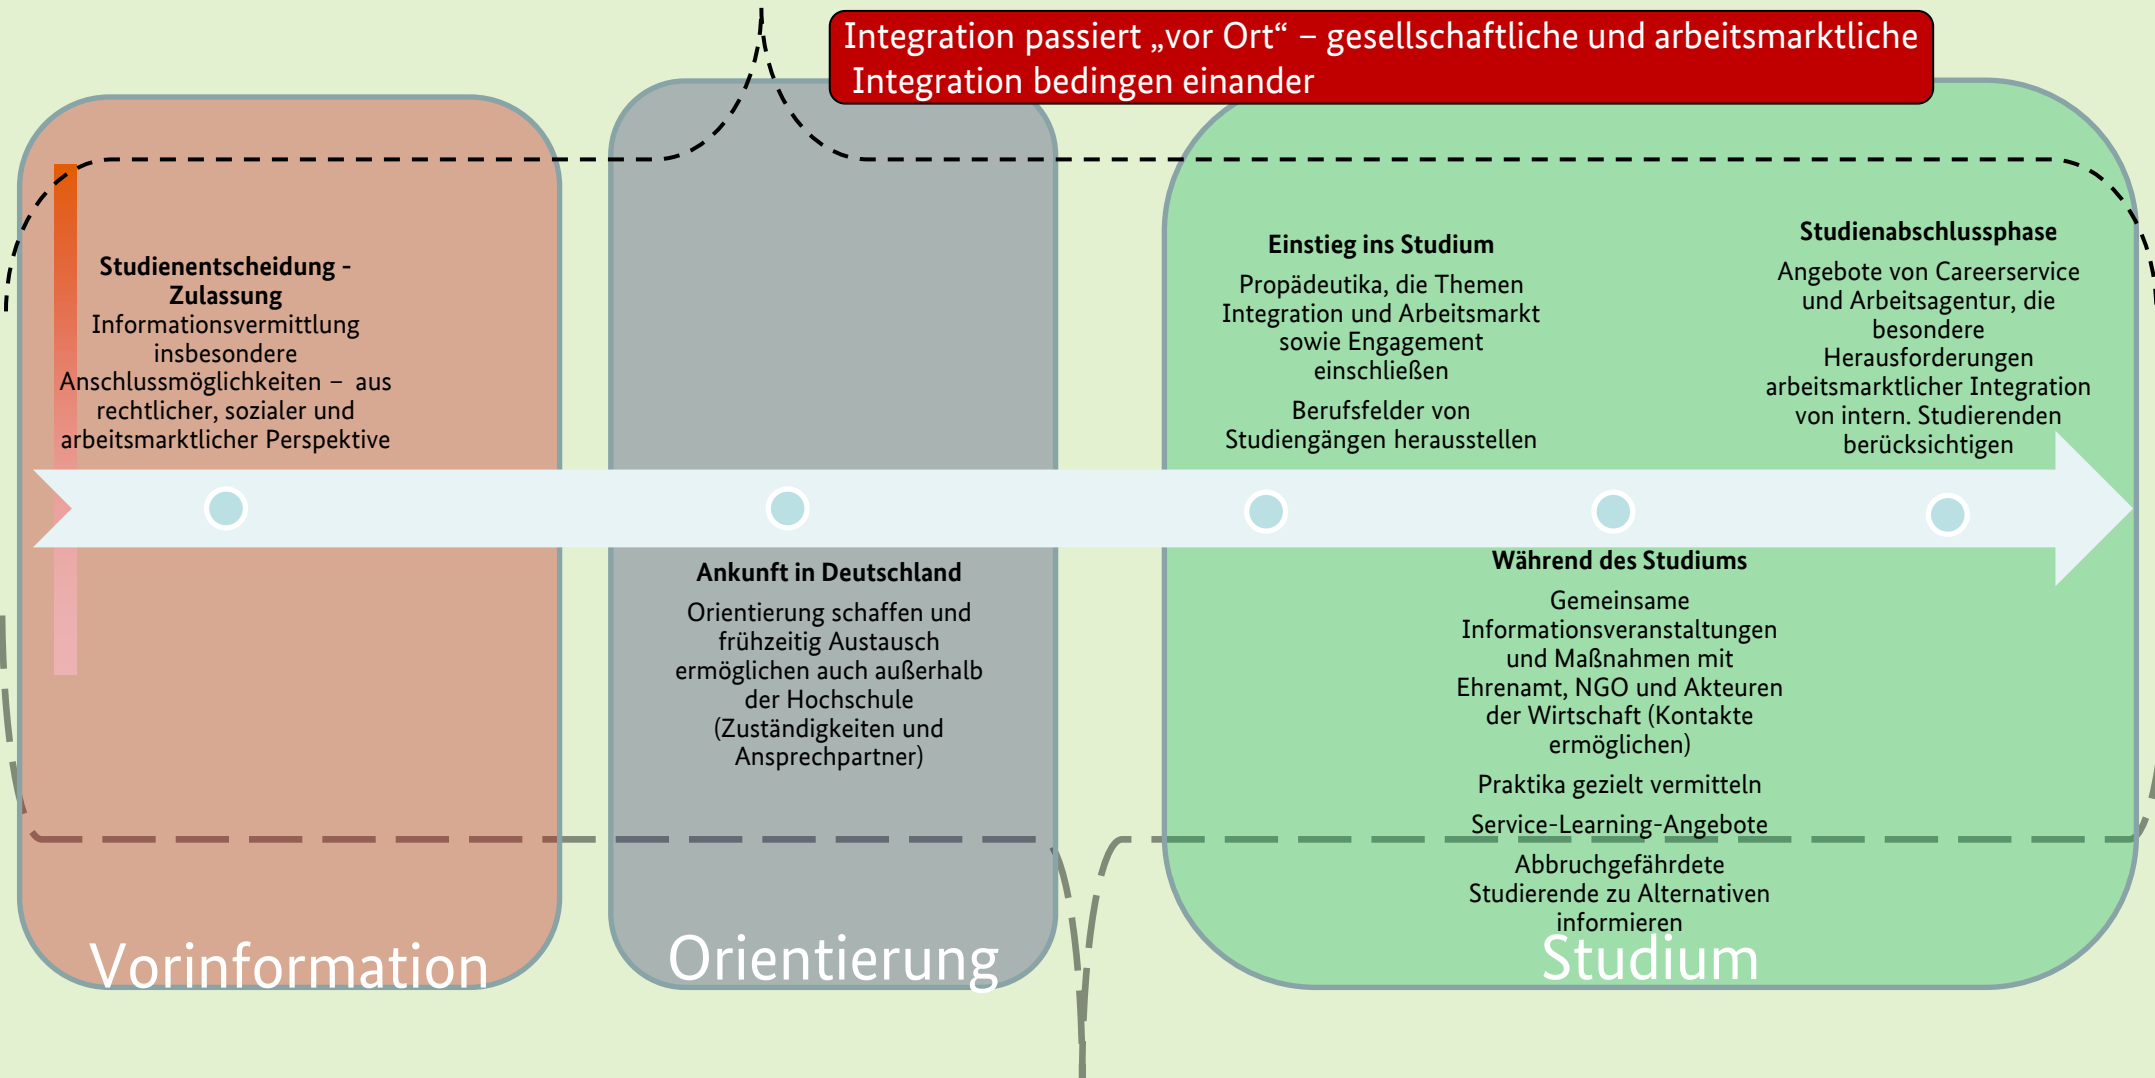 Integration passiert „vor Ort“ – gesellschaftliche und arbeitsmarktliche
Integration bedingen einander
Studienentscheidung -
Zulassung
Informationsvermittlung
insbesondere
Anschlussmöglichkeiten – aus
rechtlicher, sozialer und
arbeitsmarktlicher Perspektive
Vorinformation
Ankunft in Deutschland
Orientierung schaffen und
frühzeitig Austausch
ermöglichen auch außerhalb
der Hochschule
(Zuständigkeiten und
Ansprechpartner)
Orientierung
Einstieg ins Studium
Propädeutika, die Themen
Integration und Arbeitsmarkt
sowie Engagement
einschließen
Berufsfelder von
Studiengängen herausstellen
Während des Studiums
Gemeinsame
Informationsveranstaltungen
und Maßnahmen mit
Ehrenamt, NGO und Akteuren
der Wirtschaft (Kontakte
ermöglichen)
Praktika gezielt vermitteln
Service-Learning-Angebote
Abbruchgefährdete
Studierende zu Alternativen
informieren
Studienabschlussphase
Angebote von Careerservice
und Arbeitsagentur, die
besondere
Herausforderungen
arbeitsmarktlicher Integration
von intern. Studierenden
berücksichtigen
Studium